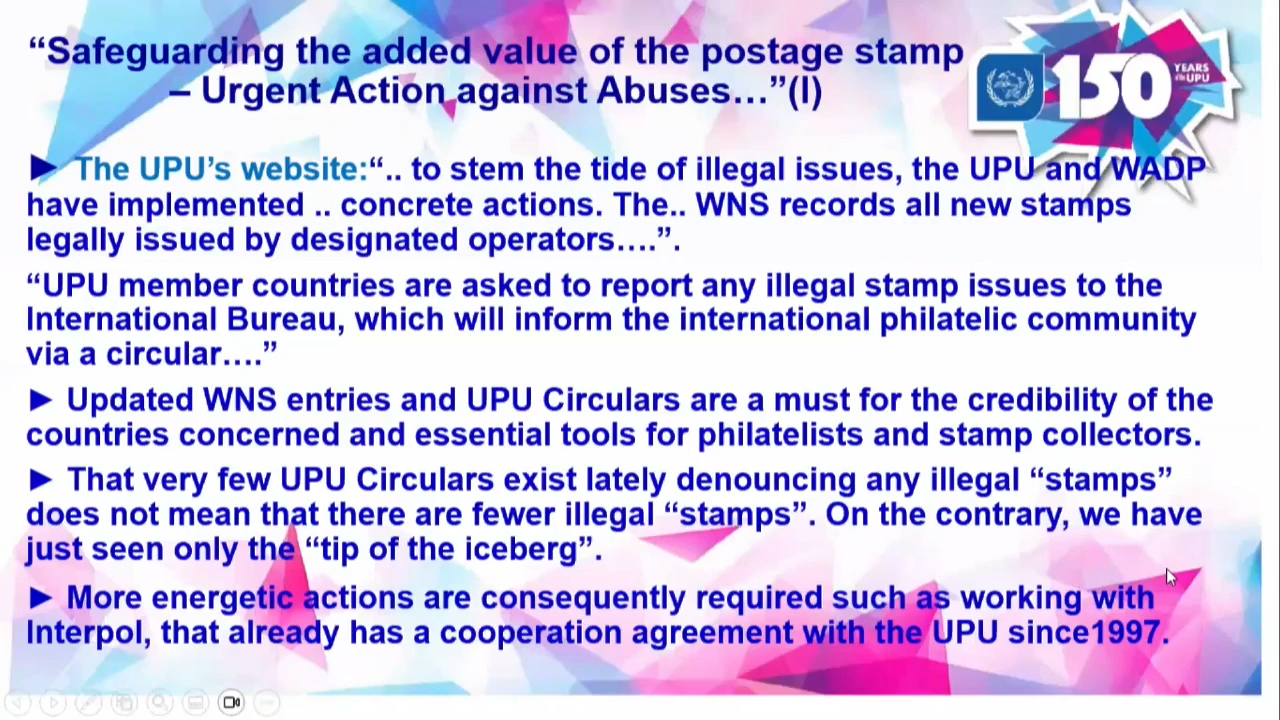 “Safeguarding the added value of the postage stamp
– Urgent Action against Abuses…”(I)
150 YEARS of the UPU
► The UPU’s website:“.. to stem the tide of illegal issues, the UPU and WADP
have implemented .. concrete actions. The.. WNS records all new stamps
legally issued by designated operators….”.
“UPU member countries are asked to report any illegal stamp issues to the
International Bureau, which will inform the international philatelic community
via a circular….”
► Updated WNS entries and UPU Circulars are a must for the credibility of the
countries concerned and essential tools for philatelists and stamp collectors.
► That very few UPU Circulars exist lately denouncing any illegal “stamps”
does not mean that there are fewer illegal “stamps”. On the contrary, we have
just seen only the “tip of the iceberg”.
► More energetic actions are consequently required such as working with
Interpol, that already has a cooperation agreement with the UPU since1997.